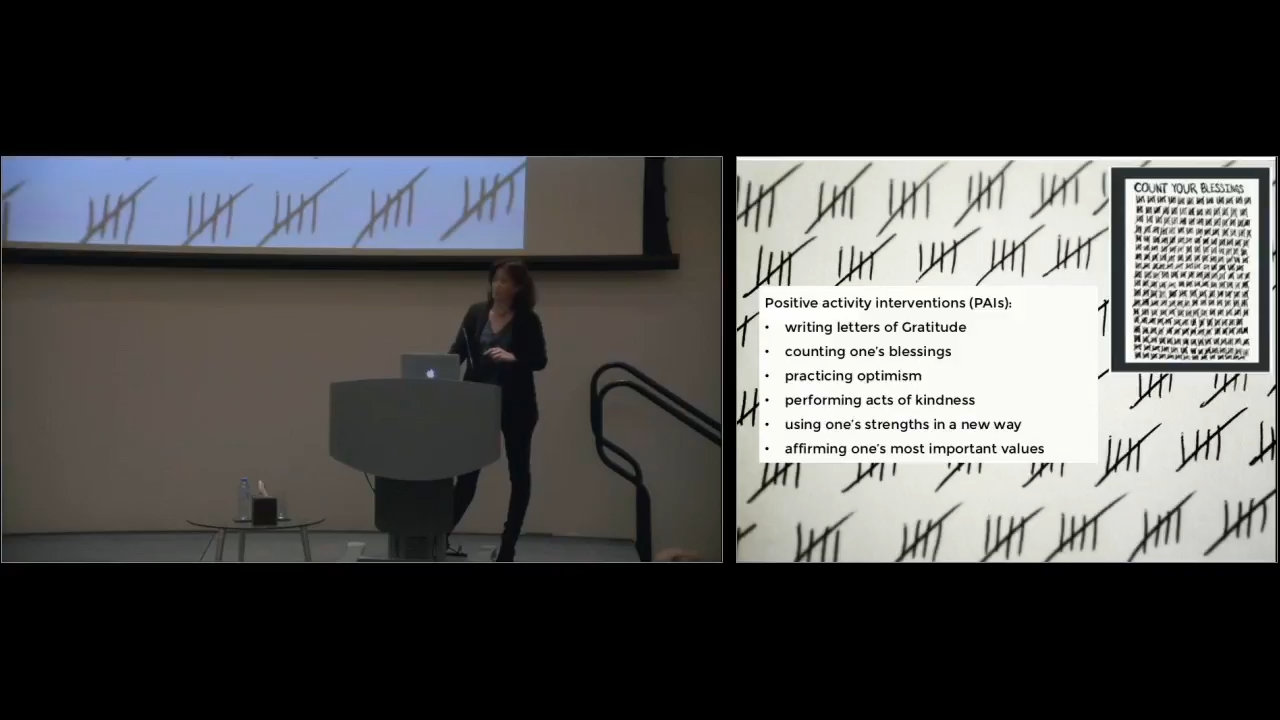 COUNT YOUR BLESSINGS
Positive activity interventions (PAIs):
• writing letters of Gratitude
• counting one's blessings
• practicing optimism
• performing acts of kindness
• using one's strengths in a new way
• affirming one's most important values